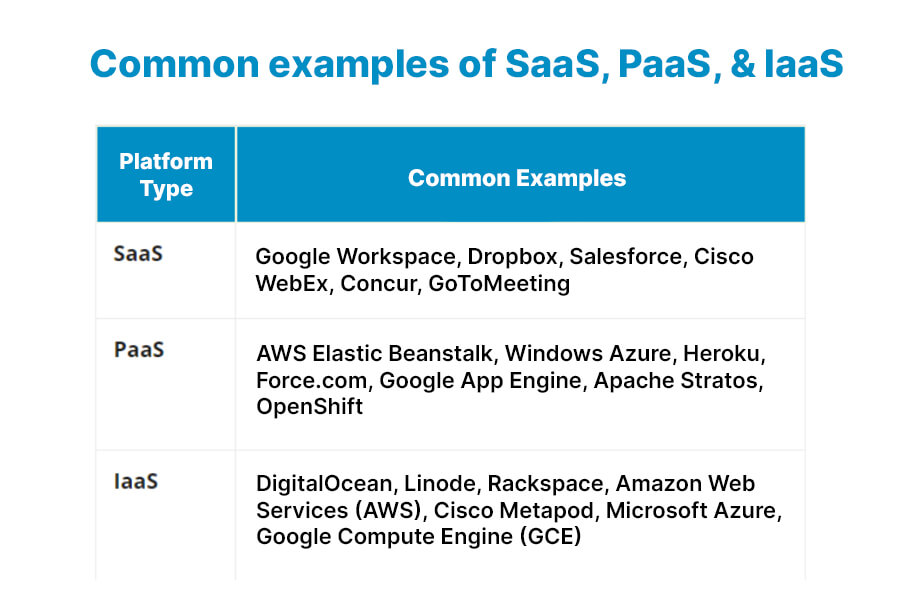 Common examples of SaaS, PaaS, & IaaS
Platform
Type
Common Examples
SaaS
Google Workspace, Dropbox, Salesforce, Cisco
WebEx, Concur, GoToMeeting
PaaS
AWS Elastic Beanstalk, Windows Azure, Heroku,
Force.com, Google App Engine, Apache Stratos,
OpenShift
IaaS
DigitalOcean, Linode, Rackspace, Amazon Web
Services (AWS), Cisco Metapod, Microsoft Azure,
Google Compute Engine (GCE)